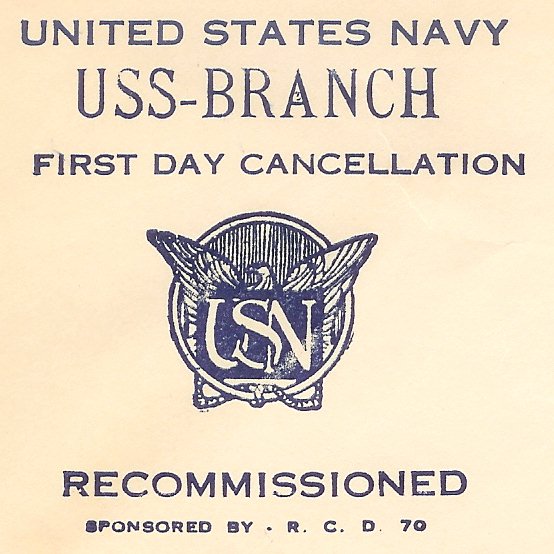 UNITED STATES NAVY
USS-BRANCH
FIRST DAY CANCELLATION
USN
RECOMMISSIONED
SPONSORED BY - R. C. D. 70